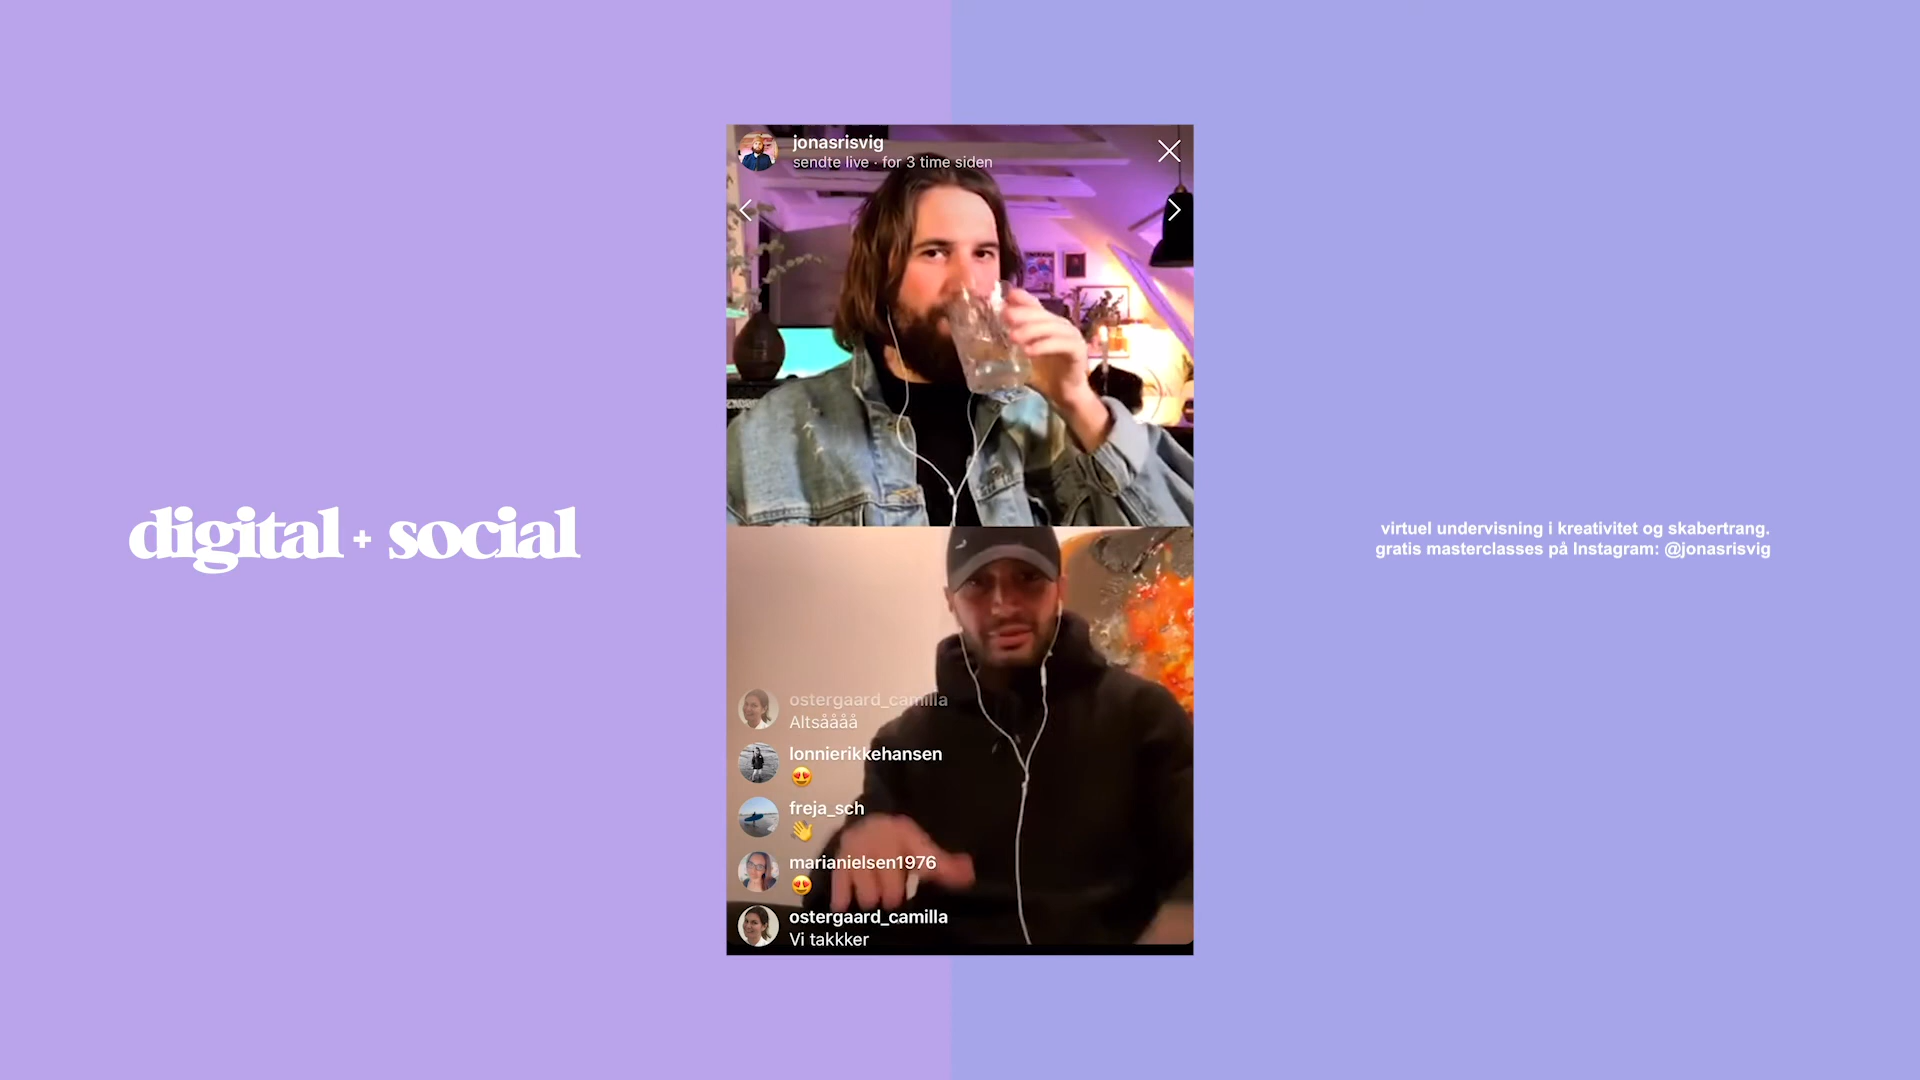 jonasrisvig
sendte live · for 3 time siden
digital + social
virtuel undervisning i kreativitet og skabertrang.
gratis masterclasses på Instagram: @jonasrisvig
ostergaard_camilla
Altsåååå
lonnierikkehansen
😍
freja_sch
👋
marianielsen1976
😍
ostergaard_camilla
Vi takkker